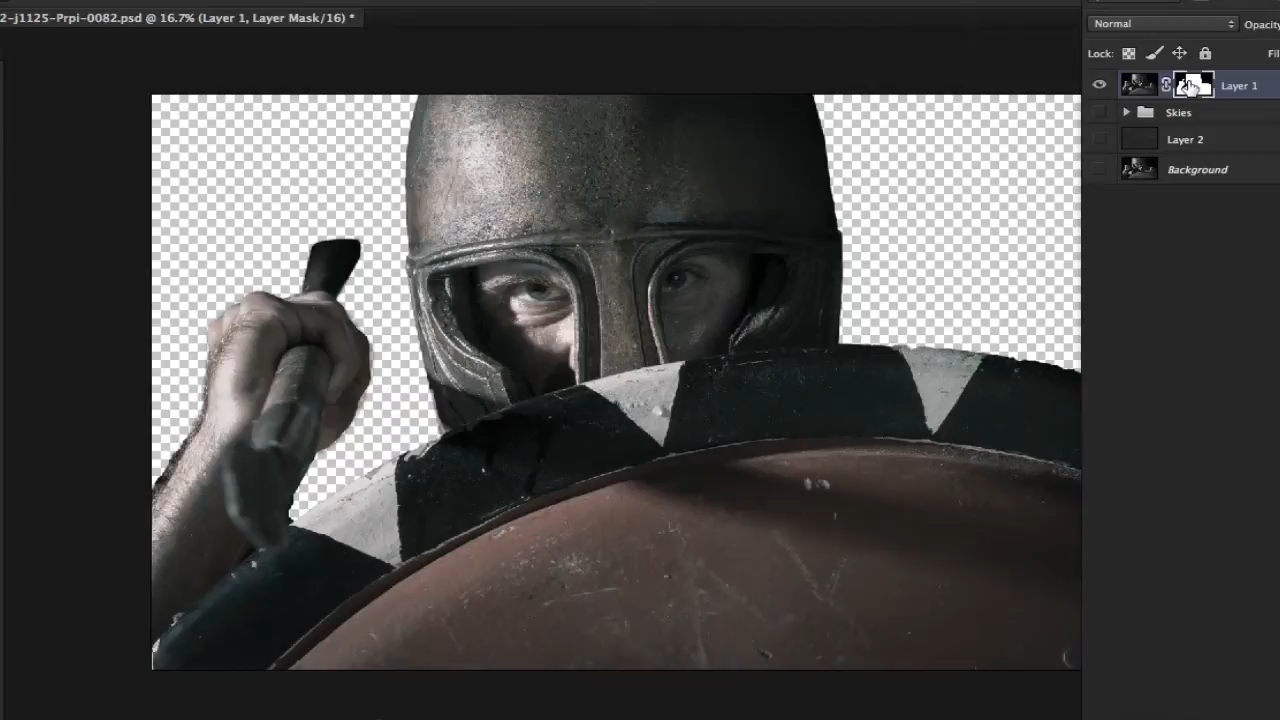 2-j1125-Prpi-0082.psd @ 16.7% (Layer 1, Layer Mask/16) *
Normal
Opacity
Lock:
Fil
Layer 1
Skies
Layer 2
Background